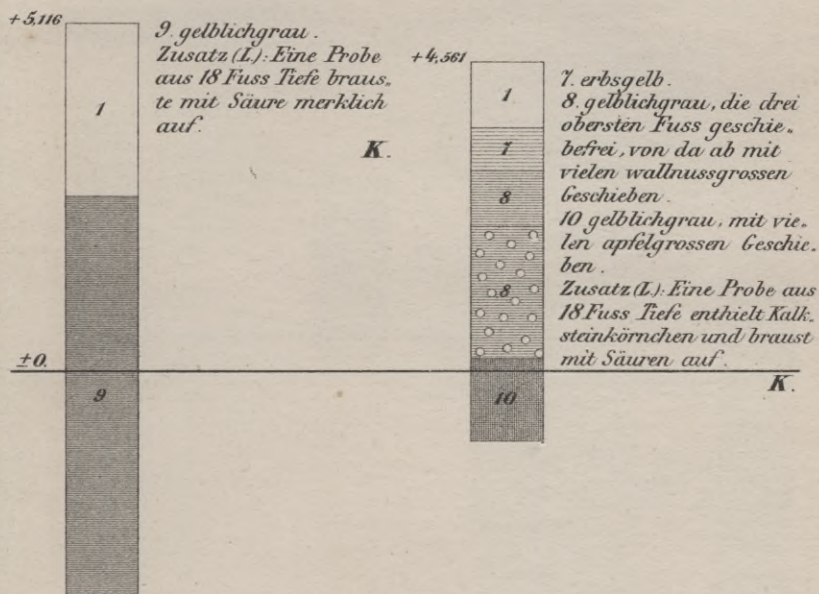 +5,116
9. gelblichgrau.
Zusatz (L.): Eine Probe
aus 18 Fuss Tiefe braus-
te mit Säure merklich
auf.
K.
1
9
+4,561
7. erbsgelb.
8. gelblichgrau, die drei
obersten Fuss geschie-
befrei, von da ab mit
vielen wallnussgrossen
Geschieben.
10 gelblichgrau, mit vie-
len apfelgrossen Geschie-
ben.
Zusatz (L.): Eine Probe aus
18 Fuss Tiefe enthielt Kalk-
steinkörnchen und braust
mit Säuren auf.
K.
1
7
8
8
10
±0.